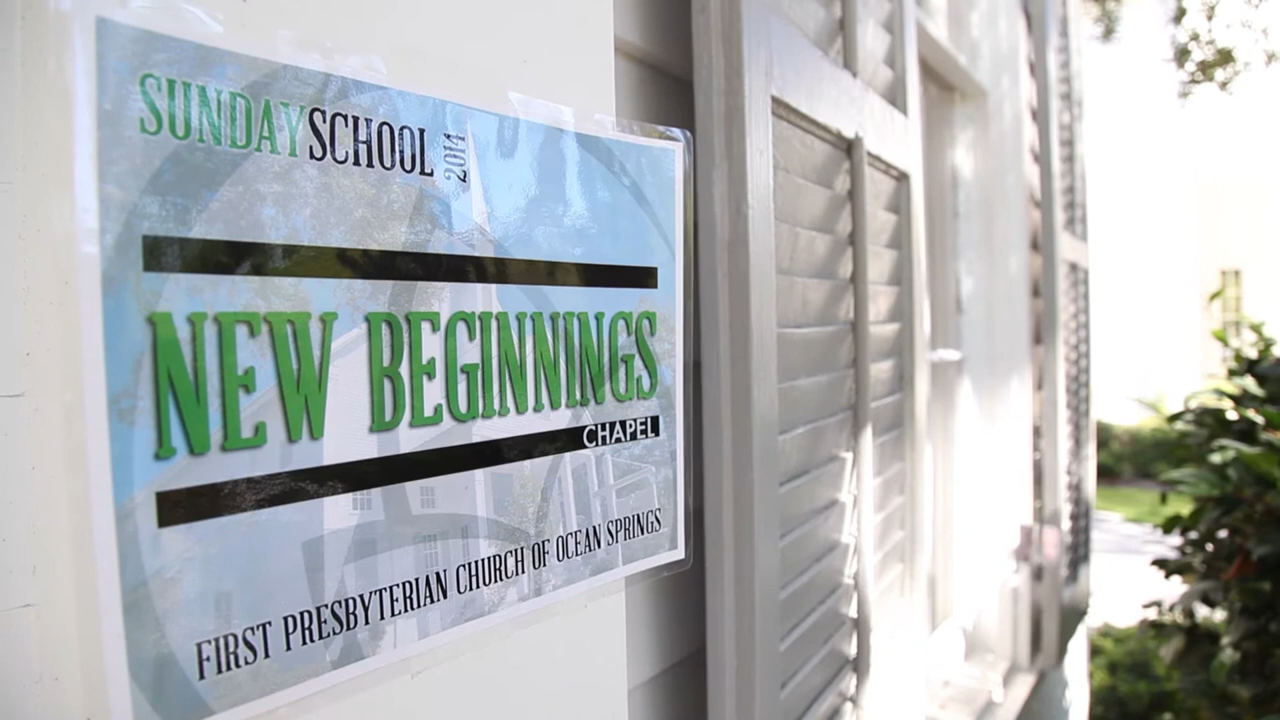 SUNDAYSCHOOL 2014
NEW BEGINNINGS
CHAPEL
FIRST PRESBYTERIAN CHURCH OF OCEAN SPRINGS